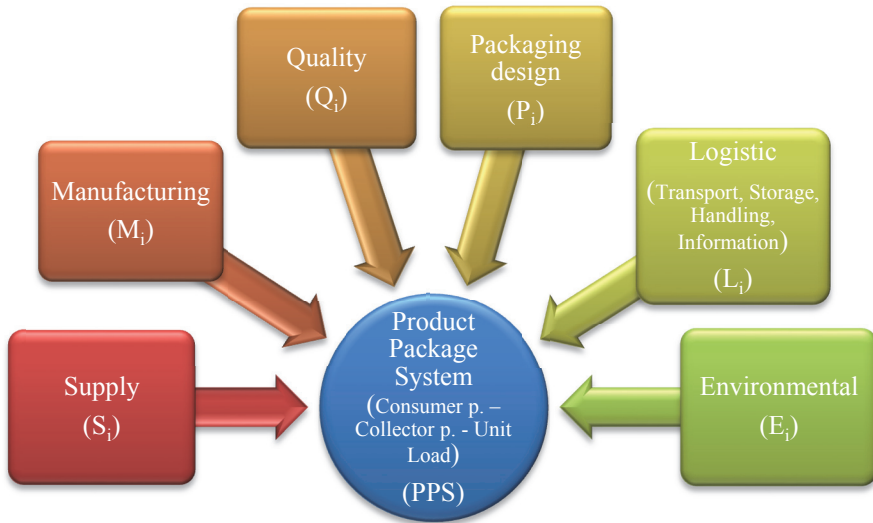 Quality
(Qi)
Packaging
design
(Pi)
Manufacturing
(Mi)
Logistic
(Transport, Storage,
Handling,
Information)
(Li)
Supply
(Si)
Product
Package
System
(Consumer p. –
Collector p. - Unit
Load)
(PPS)
Environmental
(Ei)